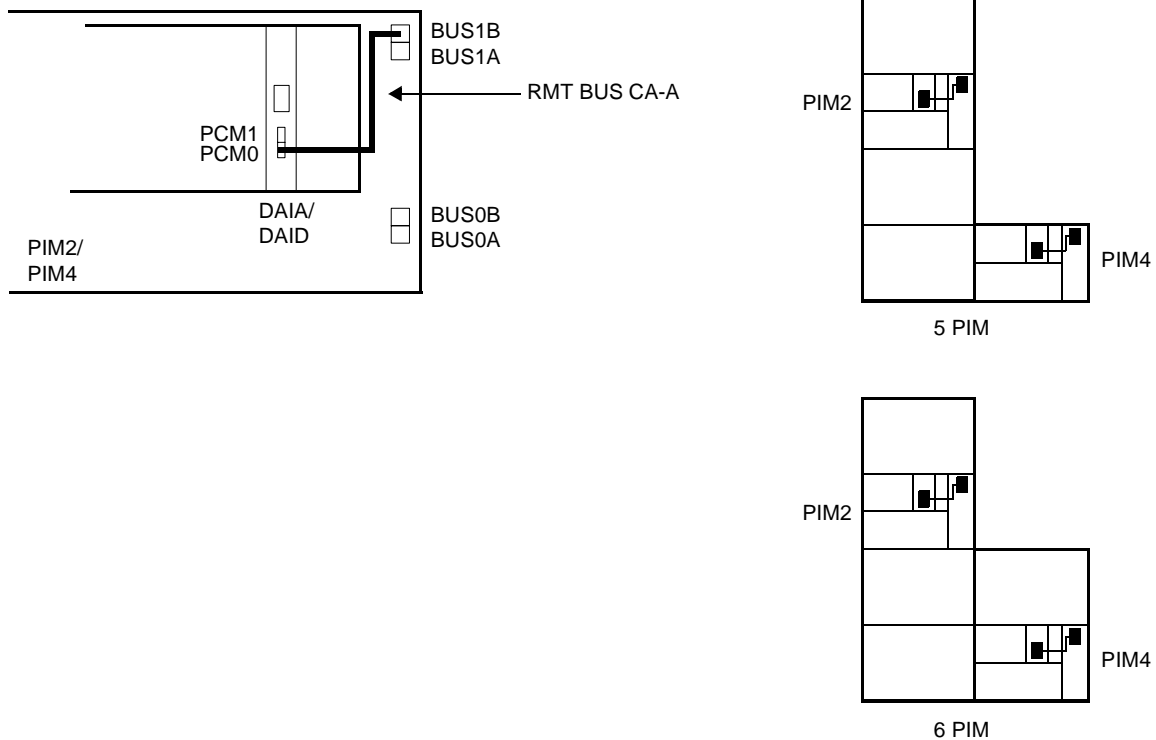 BUS1B
BUS1A
RMT BUS CA-A
PCM1
PCM0
DAIA/
DAID
BUS0B
BUS0A
PIM2/
PIM4
PIM2
PIM4
5 PIM
PIM2
PIM4
6 PIM